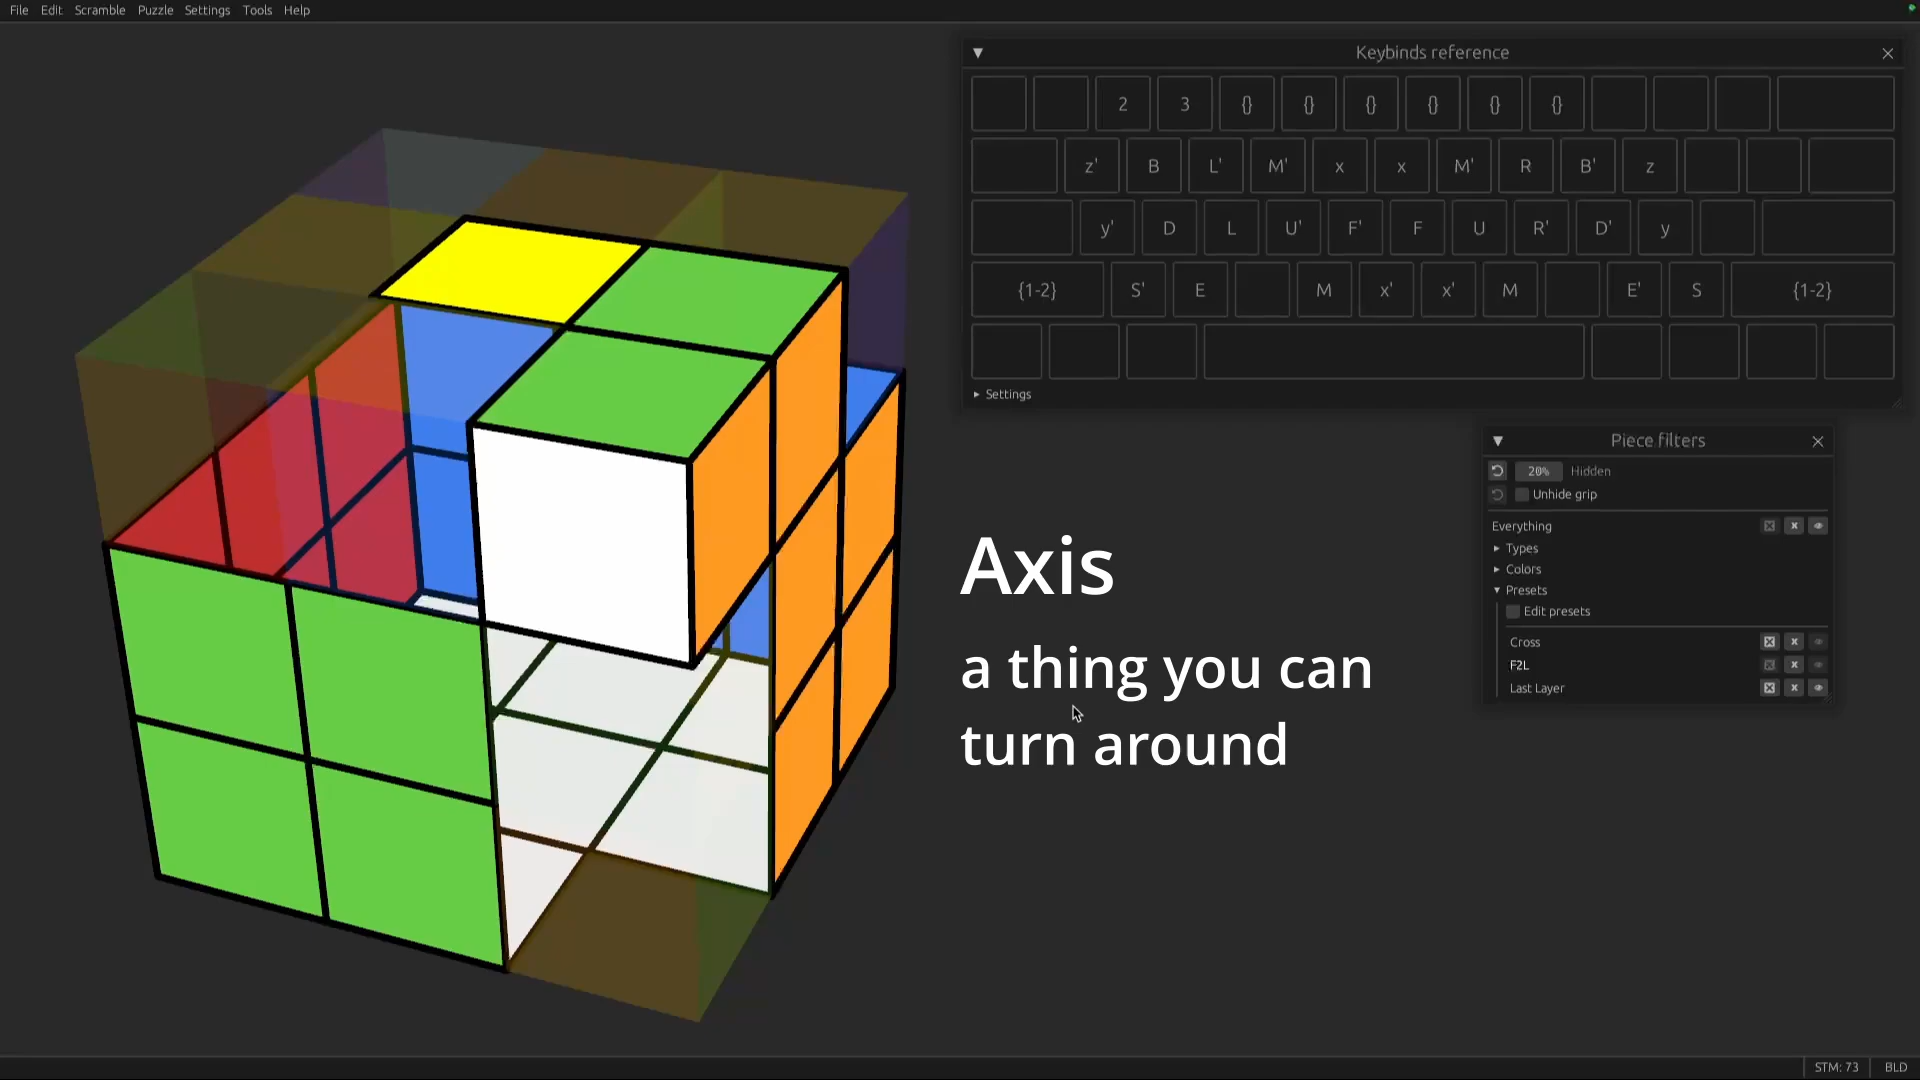 File Edit Scramble Puzzle Settings Tools Help
Keybinds reference
2 3 {} {} {} {} {} {}
z' B L' M' x x M' R B' z
y' D L U' F' F U R' D' y
{1-2} S' E M x' x' M E' S {1-2}
Settings
Piece filters
20% Hidden
Unhide grip
Everything
Types
Colors
Presets
Edit presets
Cross
F2L
Last Layer
Axis
a thing you can
turn around
STM: 73 BLD